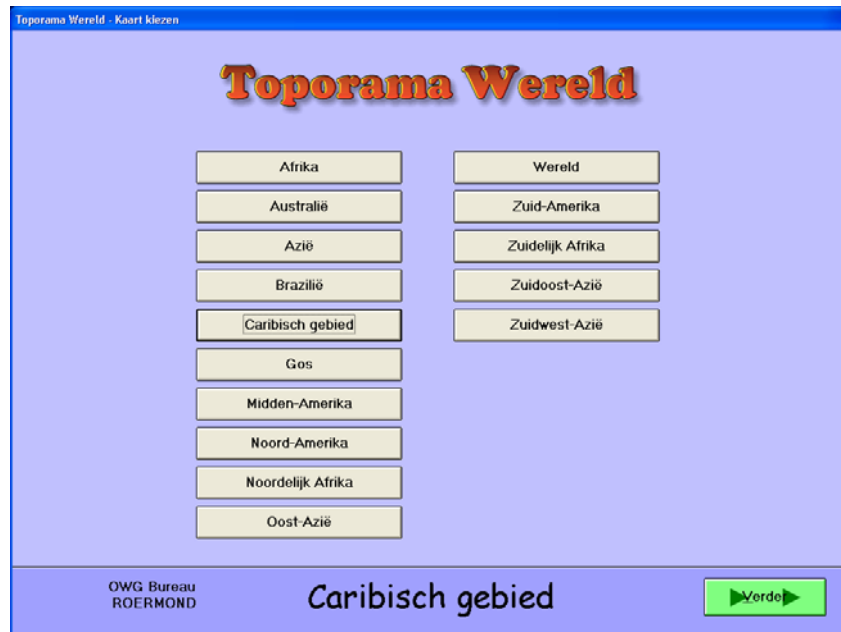 Toporama Wereld - Kaart kiezen
Toporama Wereld
Afrika
Australië
Azië
Brazilië
Caribisch gebied
Gos
Midden-Amerika
Noord-Amerika
Noordelijk Afrika
Oost-Azië
Wereld
Zuid-Amerika
Zuidelijk Afrika
Zuidoost-Azië
Zuidwest-Azië
OWG Bureau
ROERMOND
Caribisch gebied
Verder